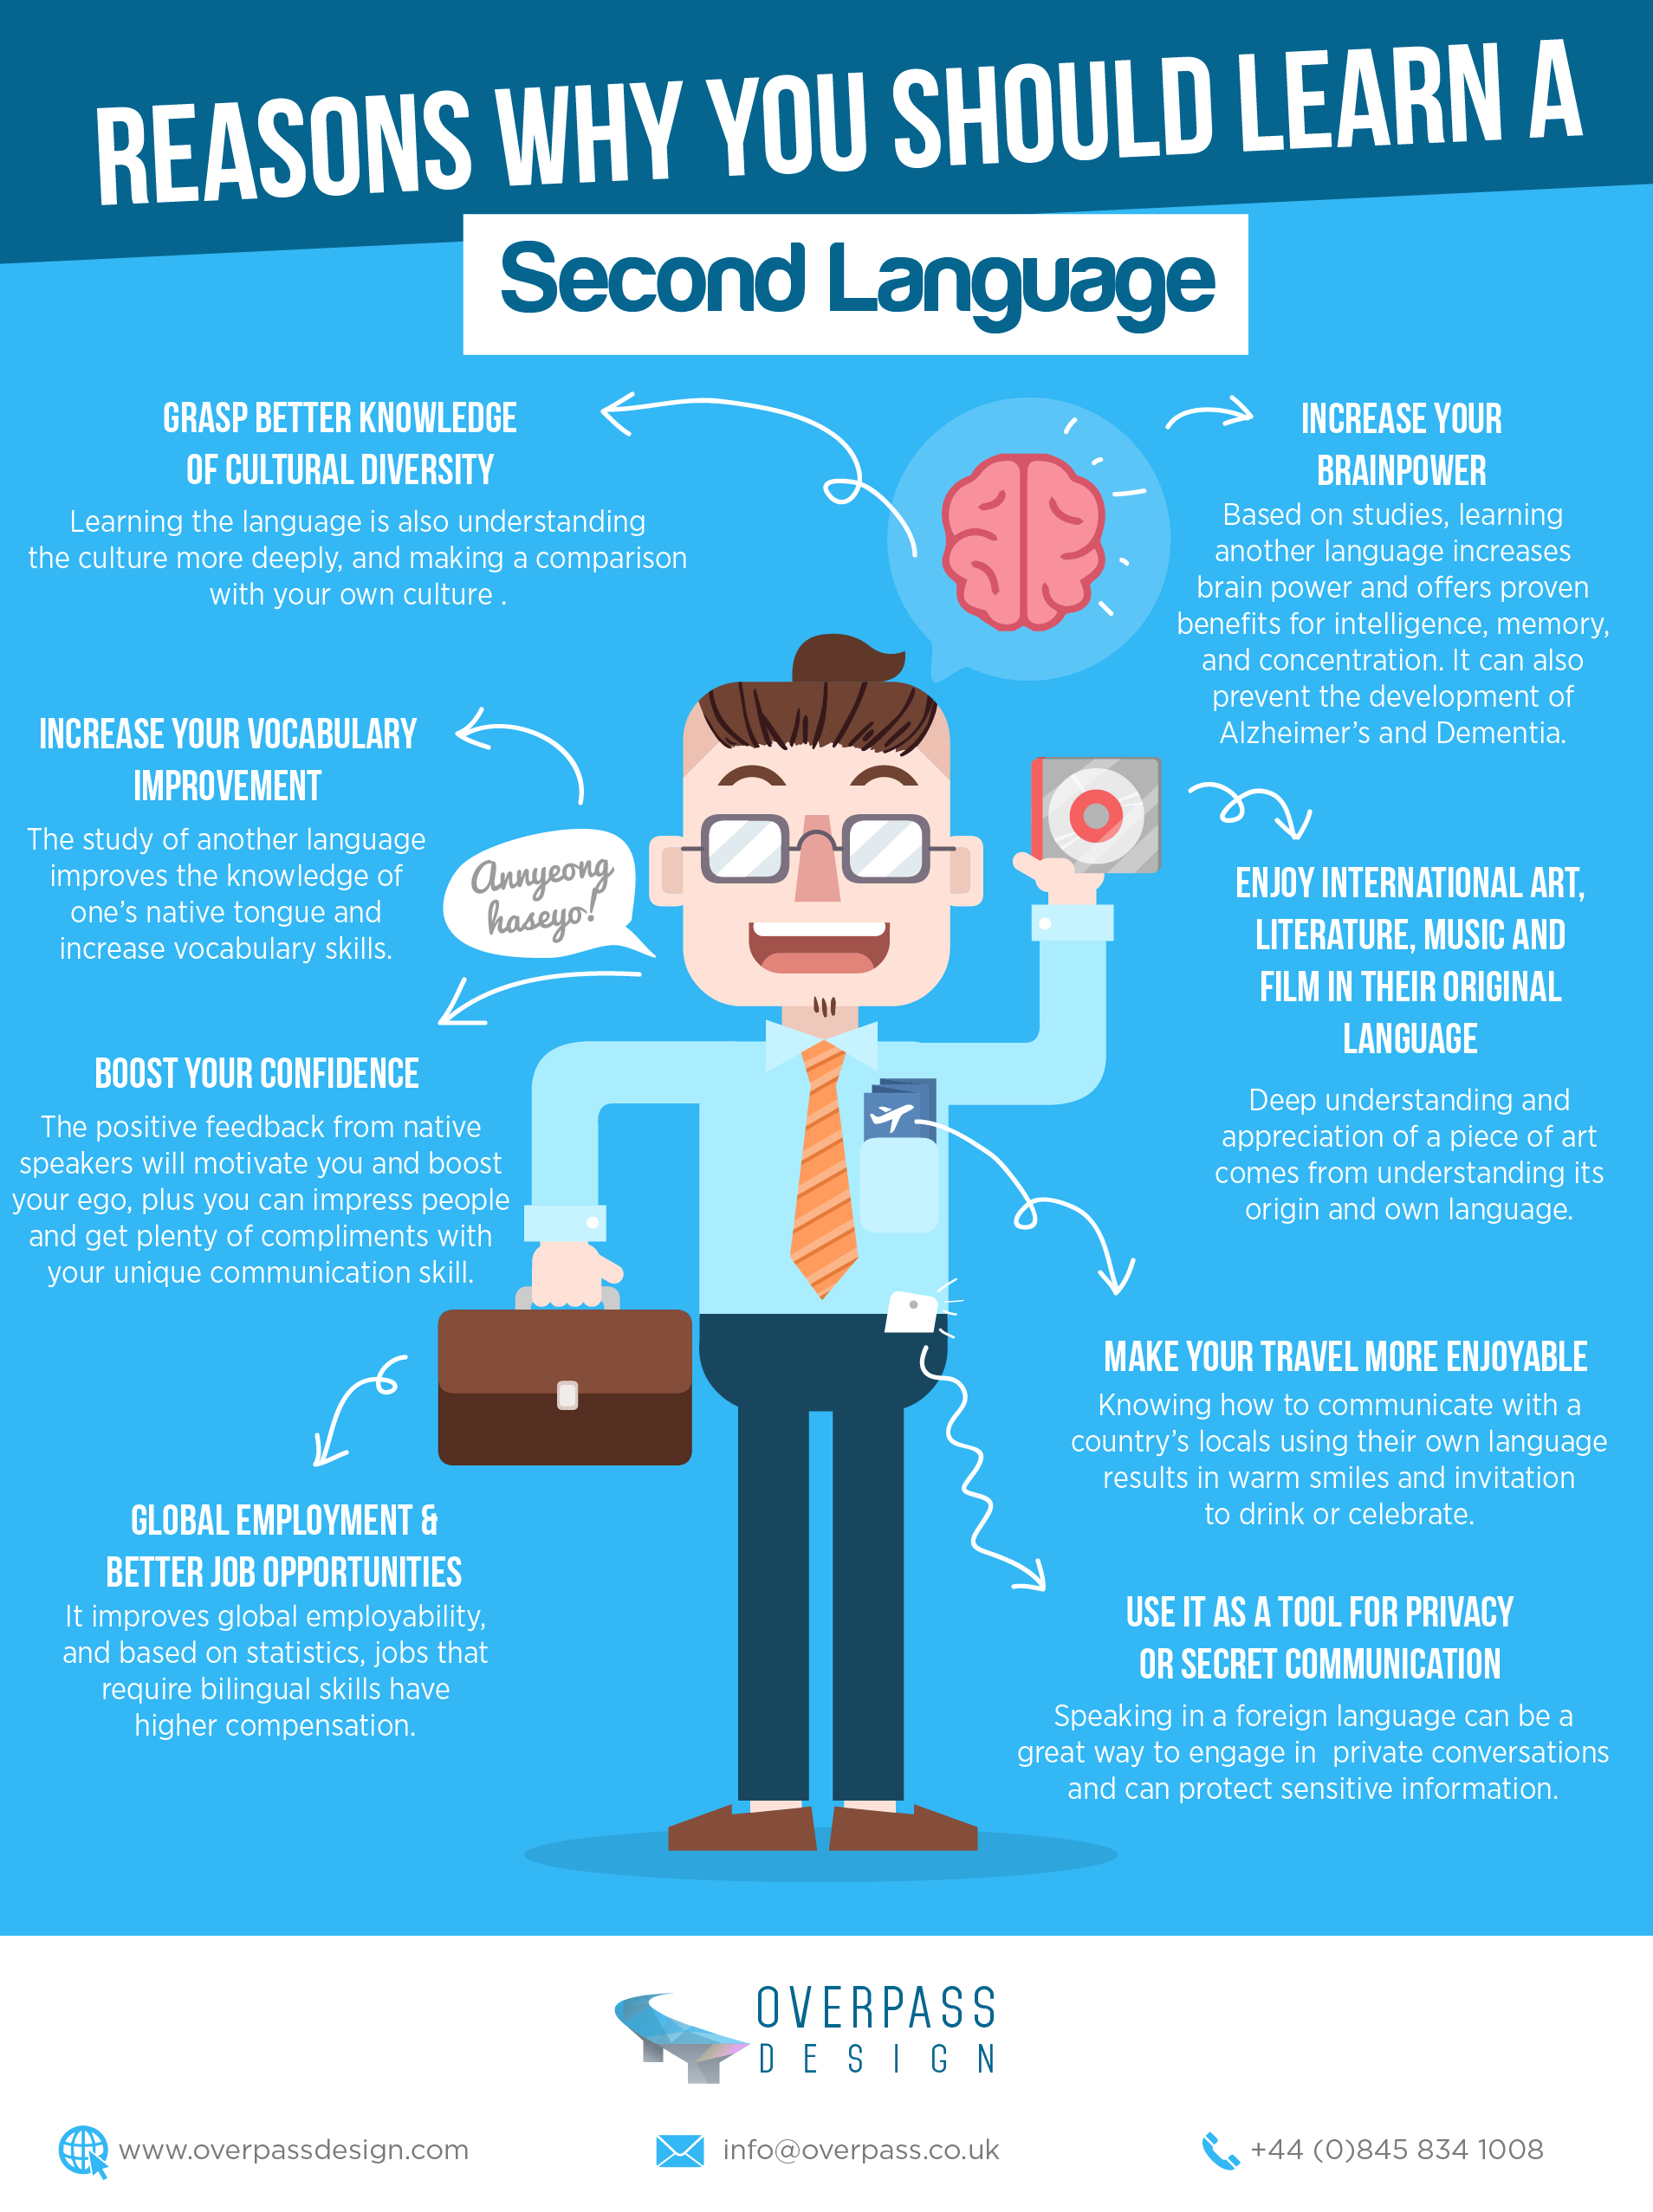 REASONS WHY YOU SHOULD LEARN A
Second Language
GRASP BETTER KNOWLEDGE
OF CULTURAL DIVERSITY
Learning the language is also understanding
the culture more deeply, and making a comparison
with your own culture .
INCREASE YOUR
BRAINPOWER
Based on studies, learning
another language increases
brain power and offers proven
benefits for intelligence, memory,
and concentration. It can also
prevent the development of
Alzheimer's and Dementia.
INCREASE YOUR VOCABULARY
IMPROVEMENT
The study of another language
improves the knowledge of
one's native tongue and
increase vocabulary skills.
Annyeong
haseyo!
ENJOY INTERNATIONAL ART,
LITERATURE, MUSIC AND
FILM IN THEIR ORIGINAL
LANGUAGE
Deep understanding and
appreciation of a piece of art
comes from understanding its
origin and own language.
BOOST YOUR CONFIDENCE
The positive feedback from native
speakers will motivate you and boost
your ego, plus you can impress people
and get plenty of compliments with
your unique communication skill.
MAKE YOUR TRAVEL MORE ENJOYABLE
Knowing how to communicate with a
country's locals using their own language
results in warm smiles and invitation
to drink or celebrate.
GLOBAL EMPLOYMENT &
BETTER JOB OPPORTUNITIES
It improves global employability,
and based on statistics, jobs that
require bilingual skills have
higher compensation.
USE IT AS A TOOL FOR PRIVACY
OR SECRET COMMUNICATION
Speaking in a foreign language can be a
great way to engage in  private conversations
and can protect sensitive information.
OVERPASS
DESIGN
www.overpassdesign.com
info@overpass.co.uk
+44 (0)845 834 1008